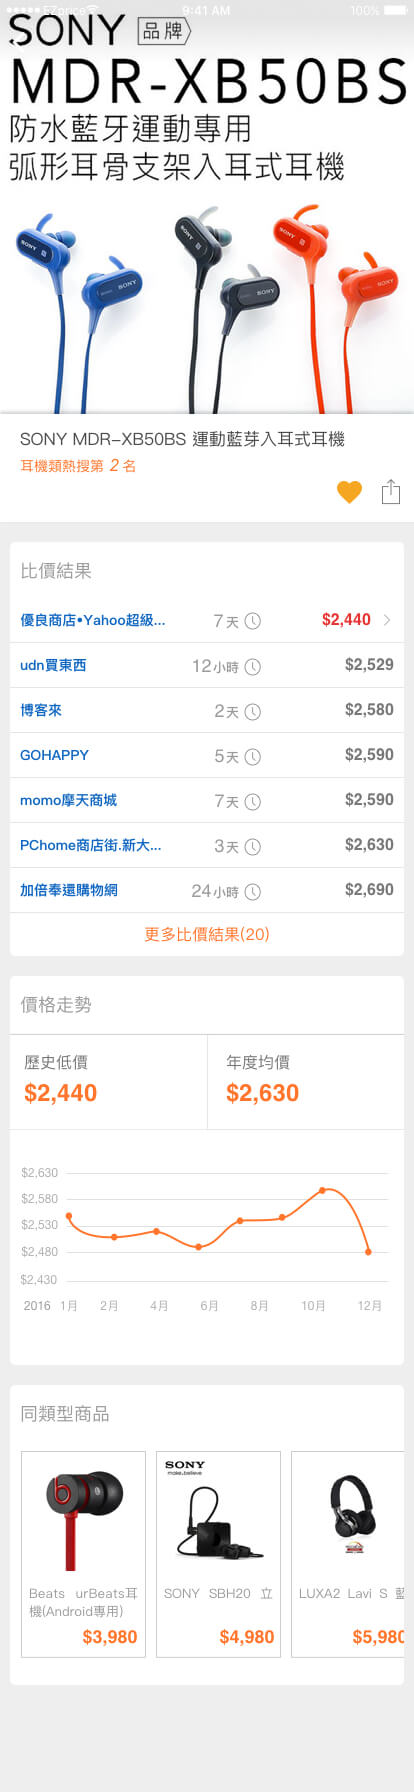 EZprice 9:41 AM 100%
SONY 品牌
MDR-XB50BS
防水藍牙運動專用
弧形耳骨支架入耳式耳機
SONY
SONY
SONY
SONY
SONY
SONY MDR-XB50BS 運動藍芽入耳式耳機
耳機類熱搜第 2 名
比價結果
優良商店•Yahoo超級... 7天 $2,440
udn買東西 12小時 $2,529
博客來 2天 $2,580
GOHAPPY 5天 $2,590
momo摩天商城 7天 $2,590
PChome商店街.新大... 3天 $2,630
加倍奉還購物網 24小時 $2,690
更多比價結果(20)
價格走勢
歷史低價 年度均價
$2,440 $2,630
$2,630
$2,580
$2,530
$2,480
$2,430
2016 1月 2月 4月 6月 8月 10月 12月
同類型商品
SONY
make.believe
Beats urBeats耳
機(Android專用)
$3,980
SONY SBH20 立
$4,980
LUXA2 Lavi S 藍
$5,980